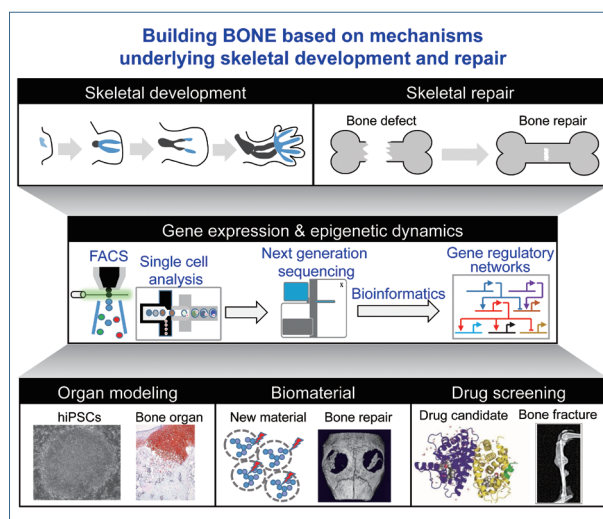 Building BONE based on mechanisms
underlying skeletal development and repair
Skeletal development
Skeletal repair
Bone defect
Bone repair
Gene expression & epigenetic dynamics
FACS
Single cell
analysis
Next generation
sequencing
X
Bioinformatics
Gene regulatory
networks
Organ modeling
hiPSCs
Bone organ
Biomaterial
New material
Bone repair
Drug screening
Drug candidate
Bone fracture